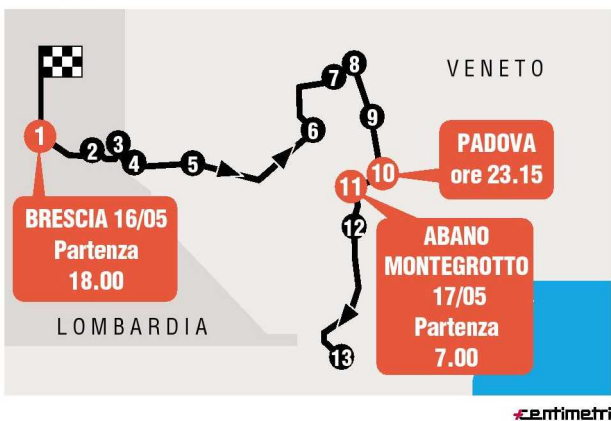 VENETO
1
2
3
4
5
6
7
8
9
10
11
12
13
PADOVA
ore 23.15
BRESCIA 16/05
Partenza
18.00
ABANO
MONTEGROTTO
17/05
Partenza
7.00
LOMBARDIA
centimetri